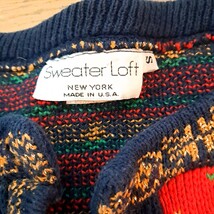 Sweater Loft
NEW YORK
MADE IN U.S.A.
S